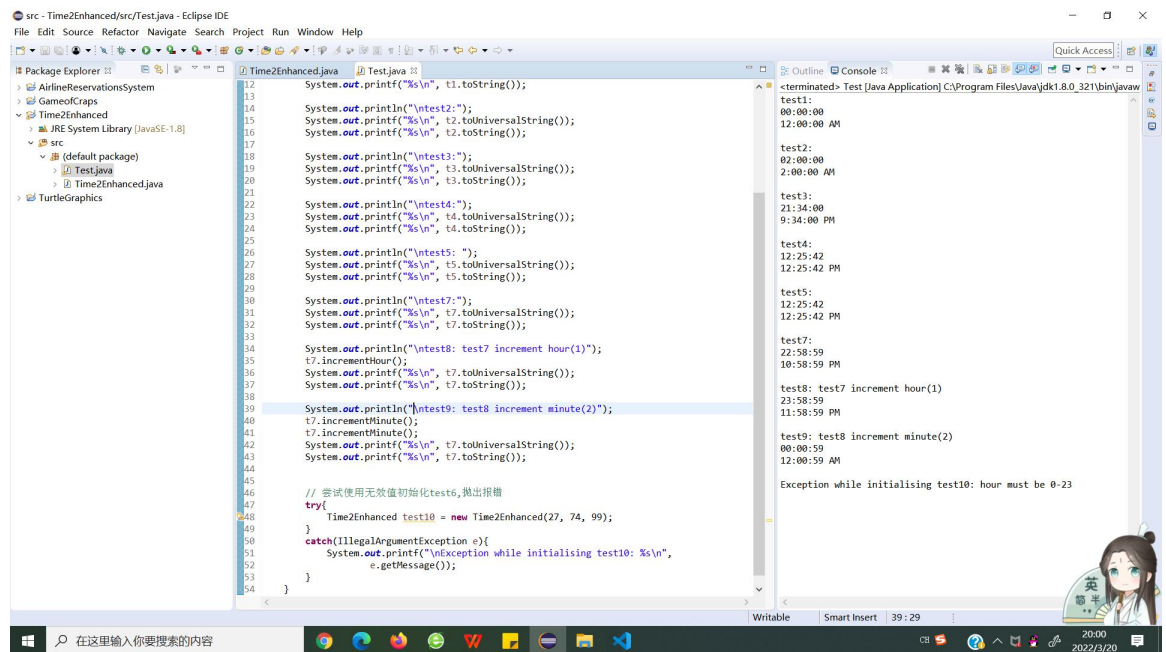 src - Time2Enhanced/src/Test.java - Eclipse IDE
File Edit Source Refactor Navigate Search Project Run Window Help
Quick Access
Package Explorer
AirlineReservationsSystem
GameofCraps
Time2Enhanced
JRE System Library [JavaSE-1.8]
src
(default package)
Test.java
Time2Enhanced.java
TurtleGraphics
Time2Enhanced.java Test.java
12 System.out.printf("%s\n", t1.toString());
13
14 System.out.println("\ntest2:");
15 System.out.printf("%s\n", t2.toUniversalString());
16 System.out.printf("%s\n", t2.toString());
17
18 System.out.println("\ntest3:");
19 System.out.printf("%s\n", t3.toUniversalString());
20 System.out.printf("%s\n", t3.toString());
21
22 System.out.println("\ntest4:");
23 System.out.printf("%s\n", t4.toUniversalString());
24 System.out.printf("%s\n", t4.toString());
25
26 System.out.println("\ntest5: ");
27 System.out.printf("%s\n", t5.toUniversalString());
28 System.out.printf("%s\n", t5.toString());
29
30 System.out.println("\ntest7:");
31 System.out.printf("%s\n", t7.toUniversalString());
32 System.out.printf("%s\n", t7.toString());
33
34 System.out.println("\ntest8: test7 increment hour(1)");
35 t7.incrementHour();
36 System.out.printf("%s\n", t7.toUniversalString());
37 System.out.printf("%s\n", t7.toString());
38
39 System.out.println("\ntest9: test8 increment minute(2)");
40 t7.incrementMinute();
41 t7.incrementMinute();
42 System.out.printf("%s\n", t7.toUniversalString());
43 System.out.printf("%s\n", t7.toString());
44
45
46 // 尝试使用无效值初始化test6,抛出报错
47 try{
48 Time2Enhanced test10 = new Time2Enhanced(27, 74, 99);
49 }
50 catch(IllegalArgumentException e){
51 System.out.printf("\nException while initialising test10: %s\n",
52 e.getMessage());
53 }
54 }
Outline Console
<terminated> Test [Java Application] C:\Program Files\Java\jdk1.8.0_321\bin\javaw
test1:
00:00:00
12:00:00 AM
test2:
02:00:00
2:00:00 AM
test3:
21:34:00
9:34:00 PM
test4:
12:25:42
12:25:42 PM
test5:
12:25:42
12:25:42 PM
test7:
22:58:59
10:58:59 PM
test8: test7 increment hour(1)
23:58:59
11:58:59 PM
test9: test8 increment minute(2)
00:00:59
12:00:59 AM
Exception while initialising test10: hour must be 0-23
英
简 半
Writable Smart Insert 39 : 29
在这里输入你要搜索的内容
CH
20:00
2022/3/20